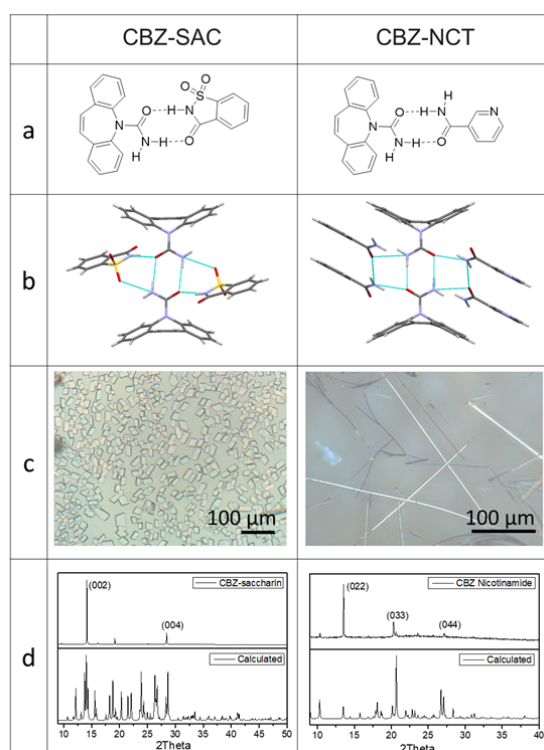 CBZ-SAC CBZ-NCT
a
O O
S
O H-N
N
N-H O
H
H
O H-N
N N
N-H O
H
b
c
100 µm 100 µm
d
(002) CBZ-saccharin
(004)
Calculated
10 15 20 25 30 35 40 45 50
2Theta
(022) CBZ Nicotinamide
(033) (044)
Calculated
10 15 20 25 30 35 40
2Theta